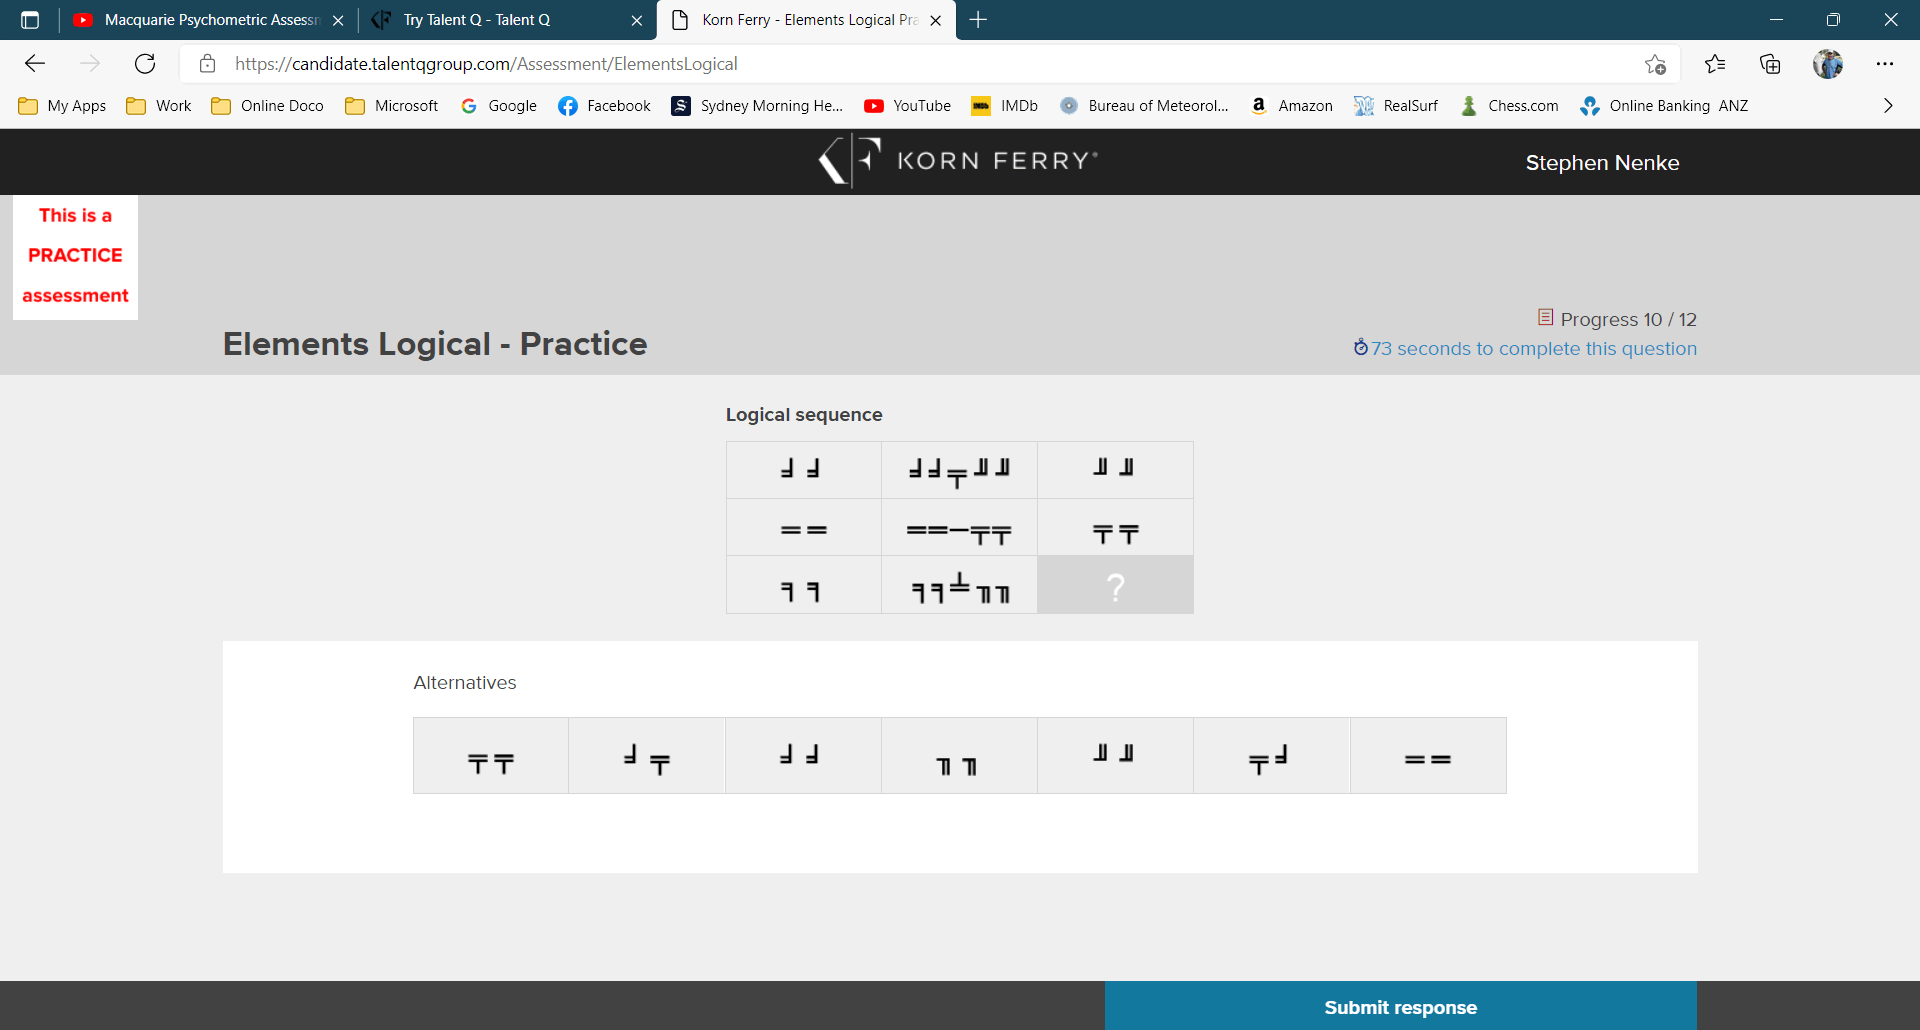 Macquarie Psychometric Assessm
Try Talent Q - Talent Q
Korn Ferry - Elements Logical Pra
https://candidate.talentqgroup.com/Assessment/ElementsLogical
My Apps Work Online Doco Microsoft Google Facebook Sydney Morning He... YouTube IMDb Bureau of Meteorol... Amazon RealSurf Chess.com Online Banking ANZ
KORN FERRY
Stephen Nenke
This is a
PRACTICE
assessment
Progress 10 / 12
Elements Logical - Practice
73 seconds to complete this question
Logical sequence
╛ ╛ ╛╛╤╜╜ ╜ ╜
= = ==─╤╤ ╤ ╤
╕ ╕ ╕╕╧╖╖ ?
Alternatives
╤ ╤ ╛ ╤ ╛ ╛ ╖ ╖ ╜ ╜ ╤ ╛ = =
Submit response